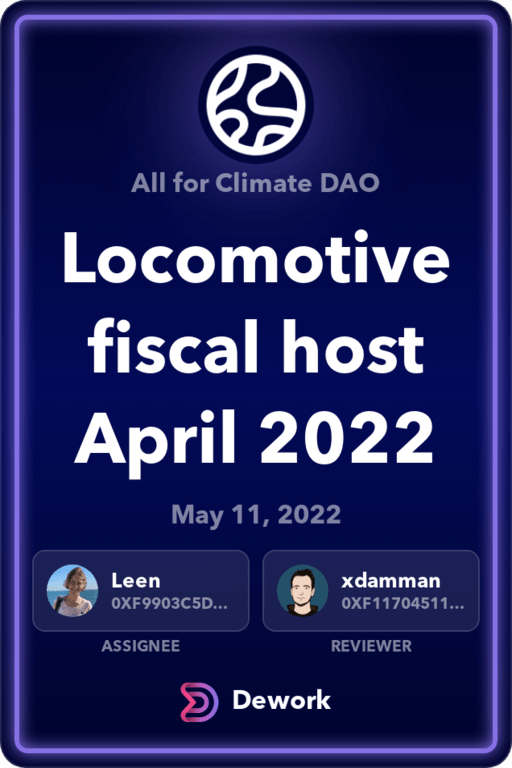 All for Climate DAO
Locomotive
fiscal host
April 2022
May 11, 2022
Leen
0XF9903C5D...
ASSIGNEE
xdamman
0XF11704511...
REVIEWER
Dework